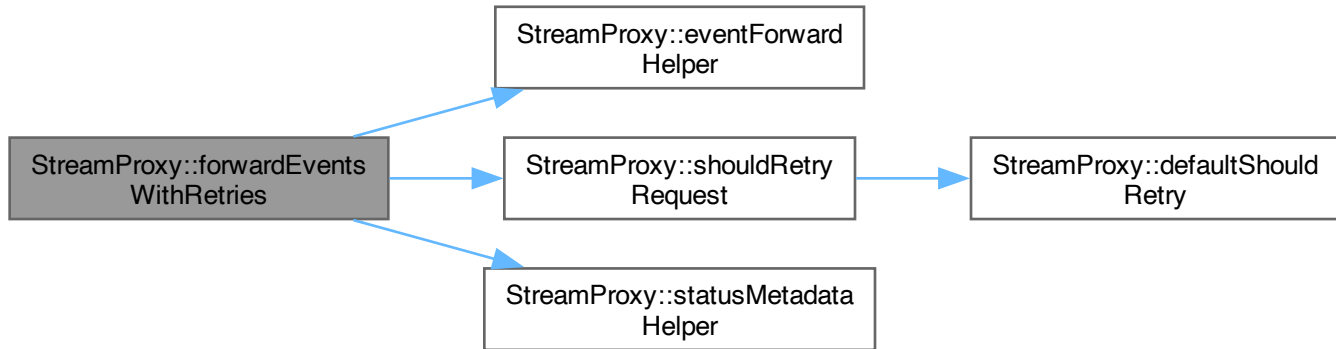 StreamProxy::forwardEvents
WithRetries
StreamProxy::eventForward
Helper
StreamProxy::shouldRetry
Request
StreamProxy::defaultShould
Retry
StreamProxy::statusMetadata
Helper